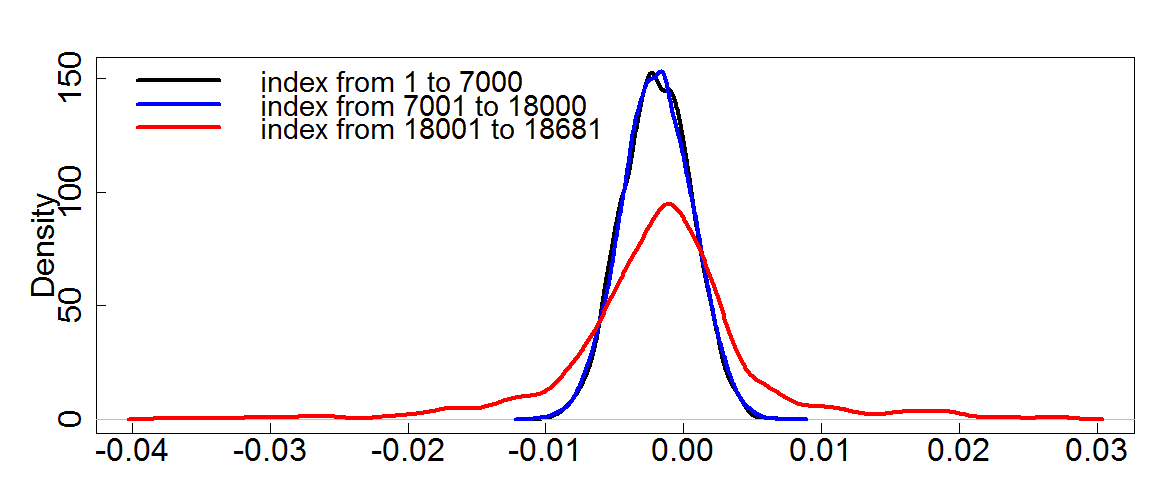 index from 1 to 7000
index from 7001 to 18000
index from 18001 to 18681
Density
150
100
50
0
-0.04 -0.03 -0.02 -0.01 0.00 0.01 0.02 0.03